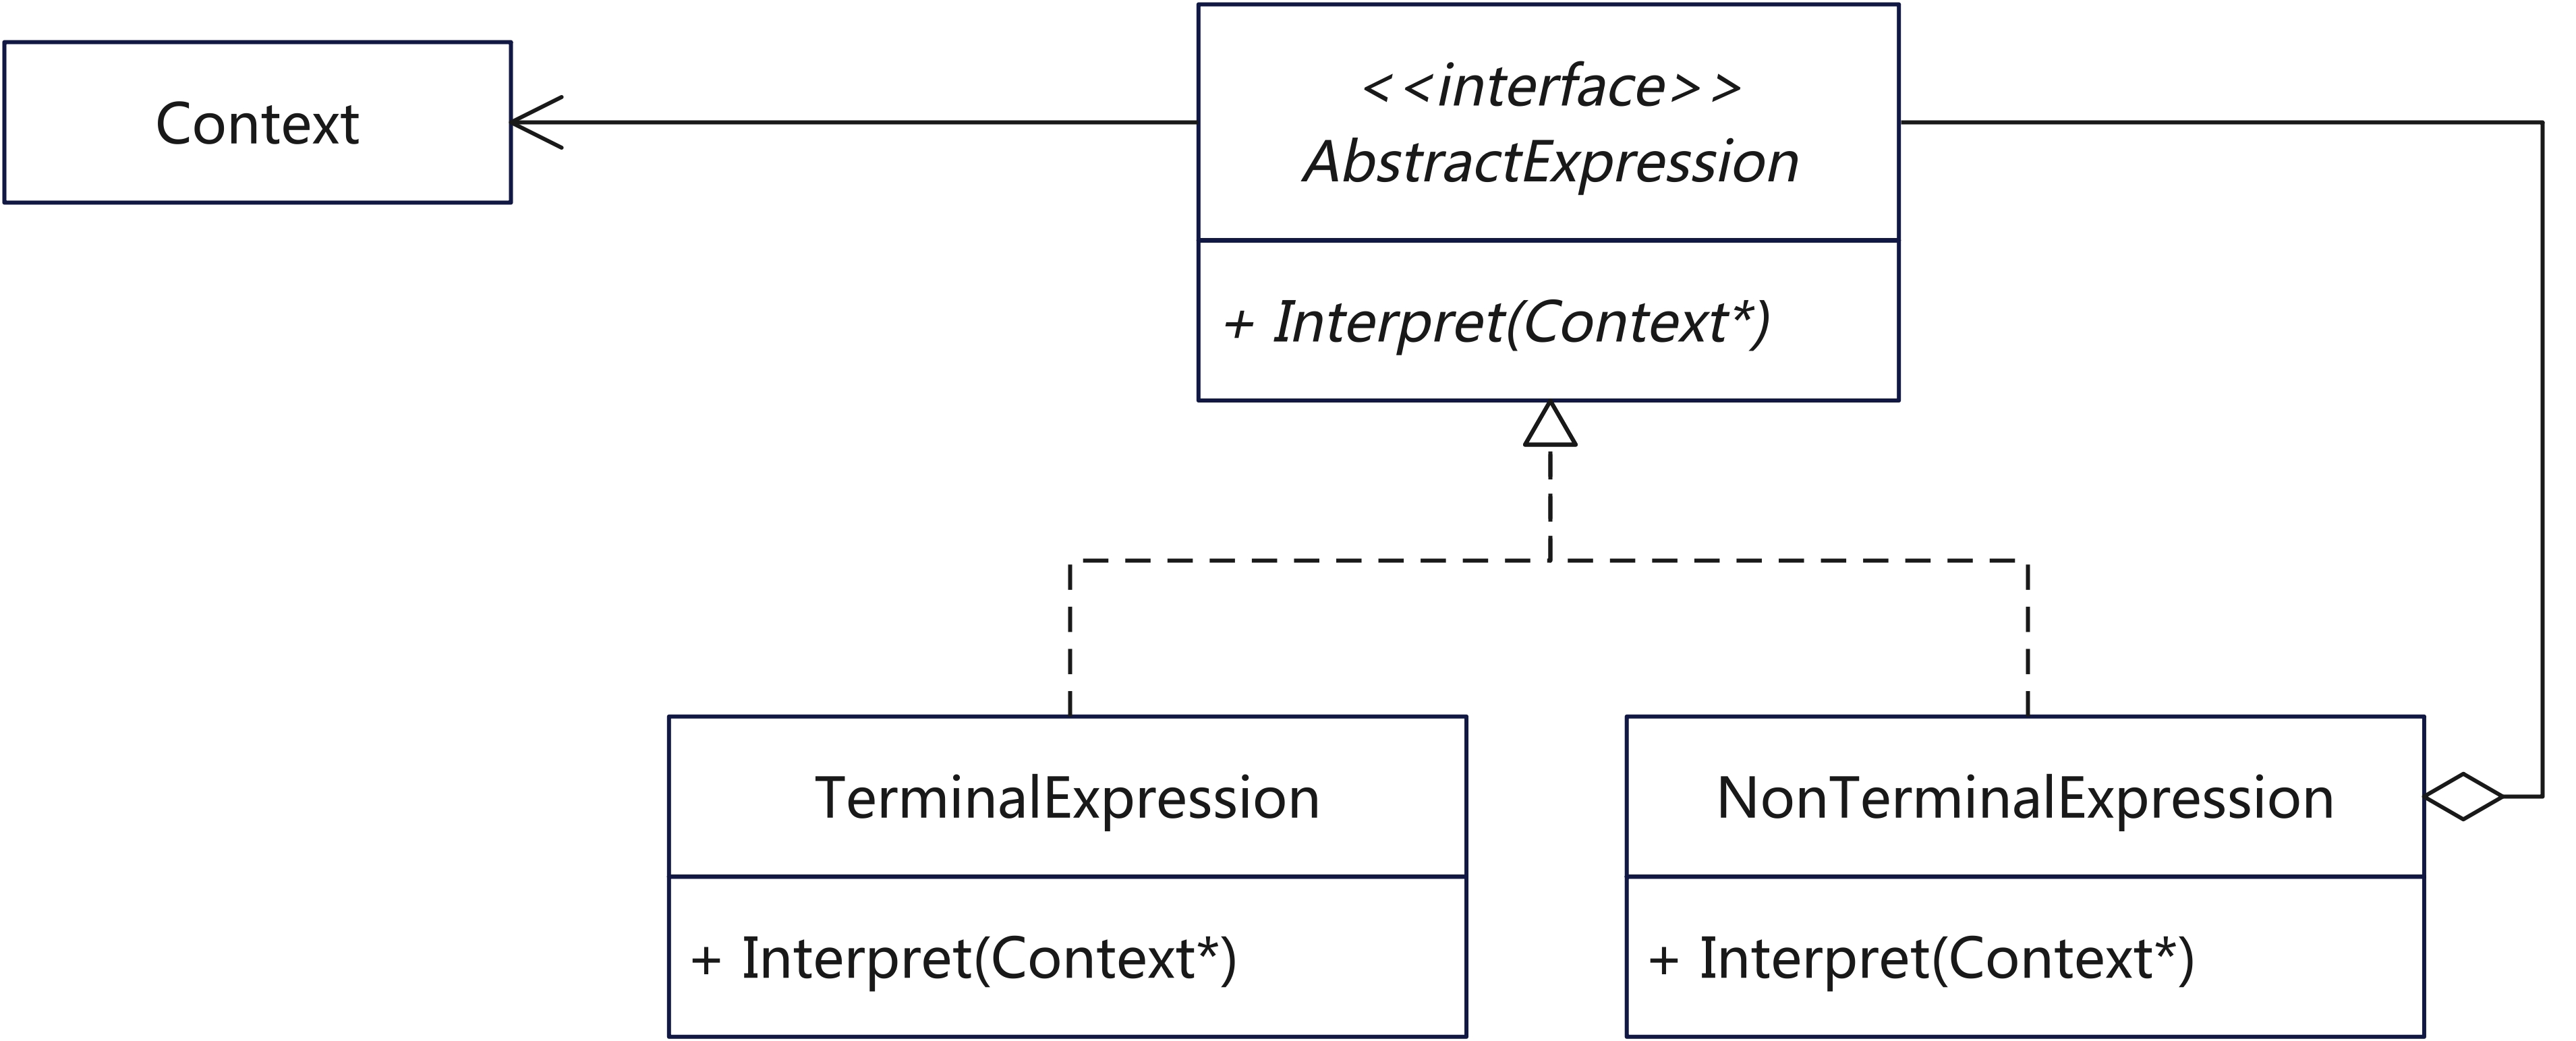 Context
<<interface>>
AbstractExpression
+ Interpret(Context*)
TerminalExpression
+ Interpret(Context*)
NonTerminalExpression
+ Interpret(Context*)